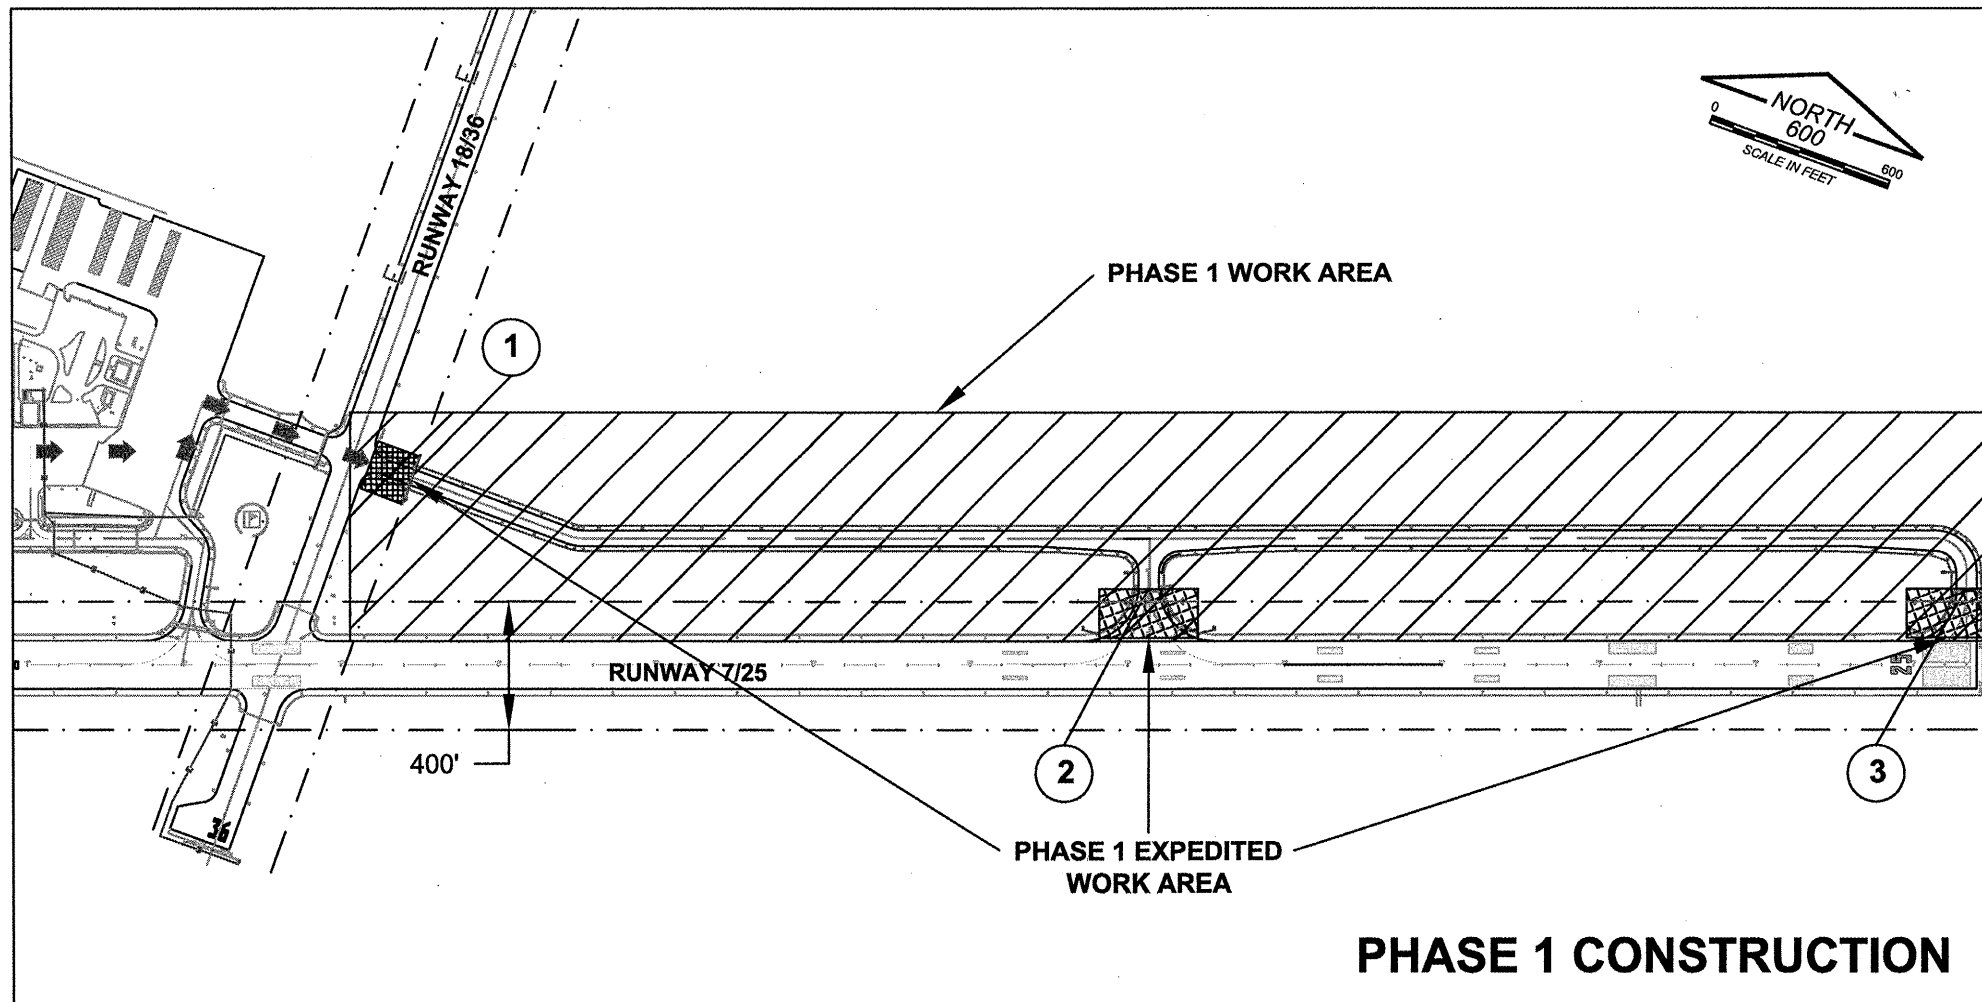 NORTH
0
600
600
SCALE IN FEET
RUNWAY 18/36
PHASE 1 WORK AREA
1
RUNWAY 7/25
25
400'
2
3
36
PHASE 1 EXPEDITED
WORK AREA
PHASE 1 CONSTRUCTION